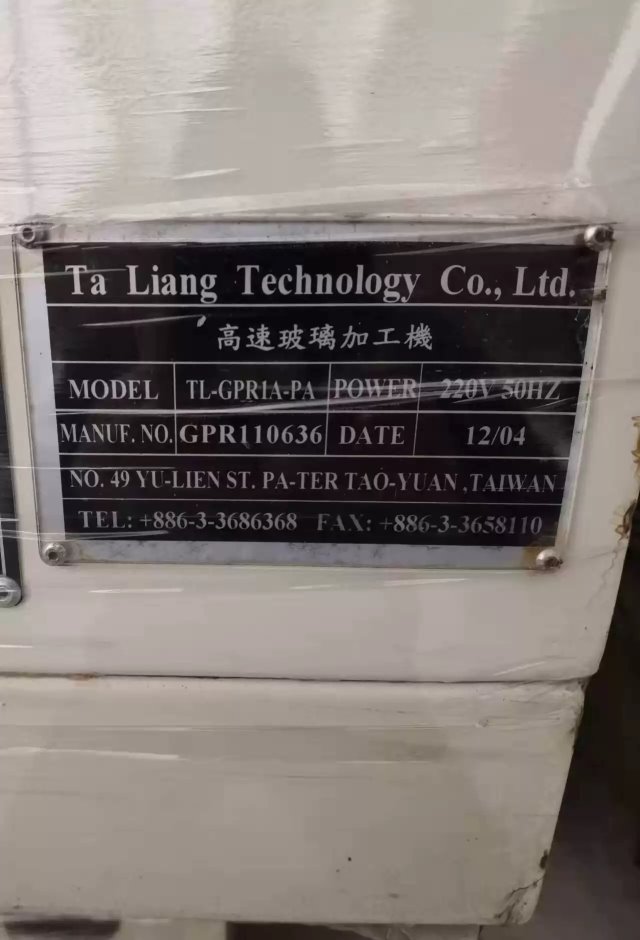 Ta Liang Technology Co., Ltd.
高速玻璃加工機
MODEL TL-GPR1A-PA POWER 220V 50HZ
MANUF. NO. GPR110636 DATE 12/04
NO. 49 YU-LIEN ST. PA-TER TAO-YUAN ,TAIWAN
TEL: +886-3-3686368 FAX: +886-3-3658110